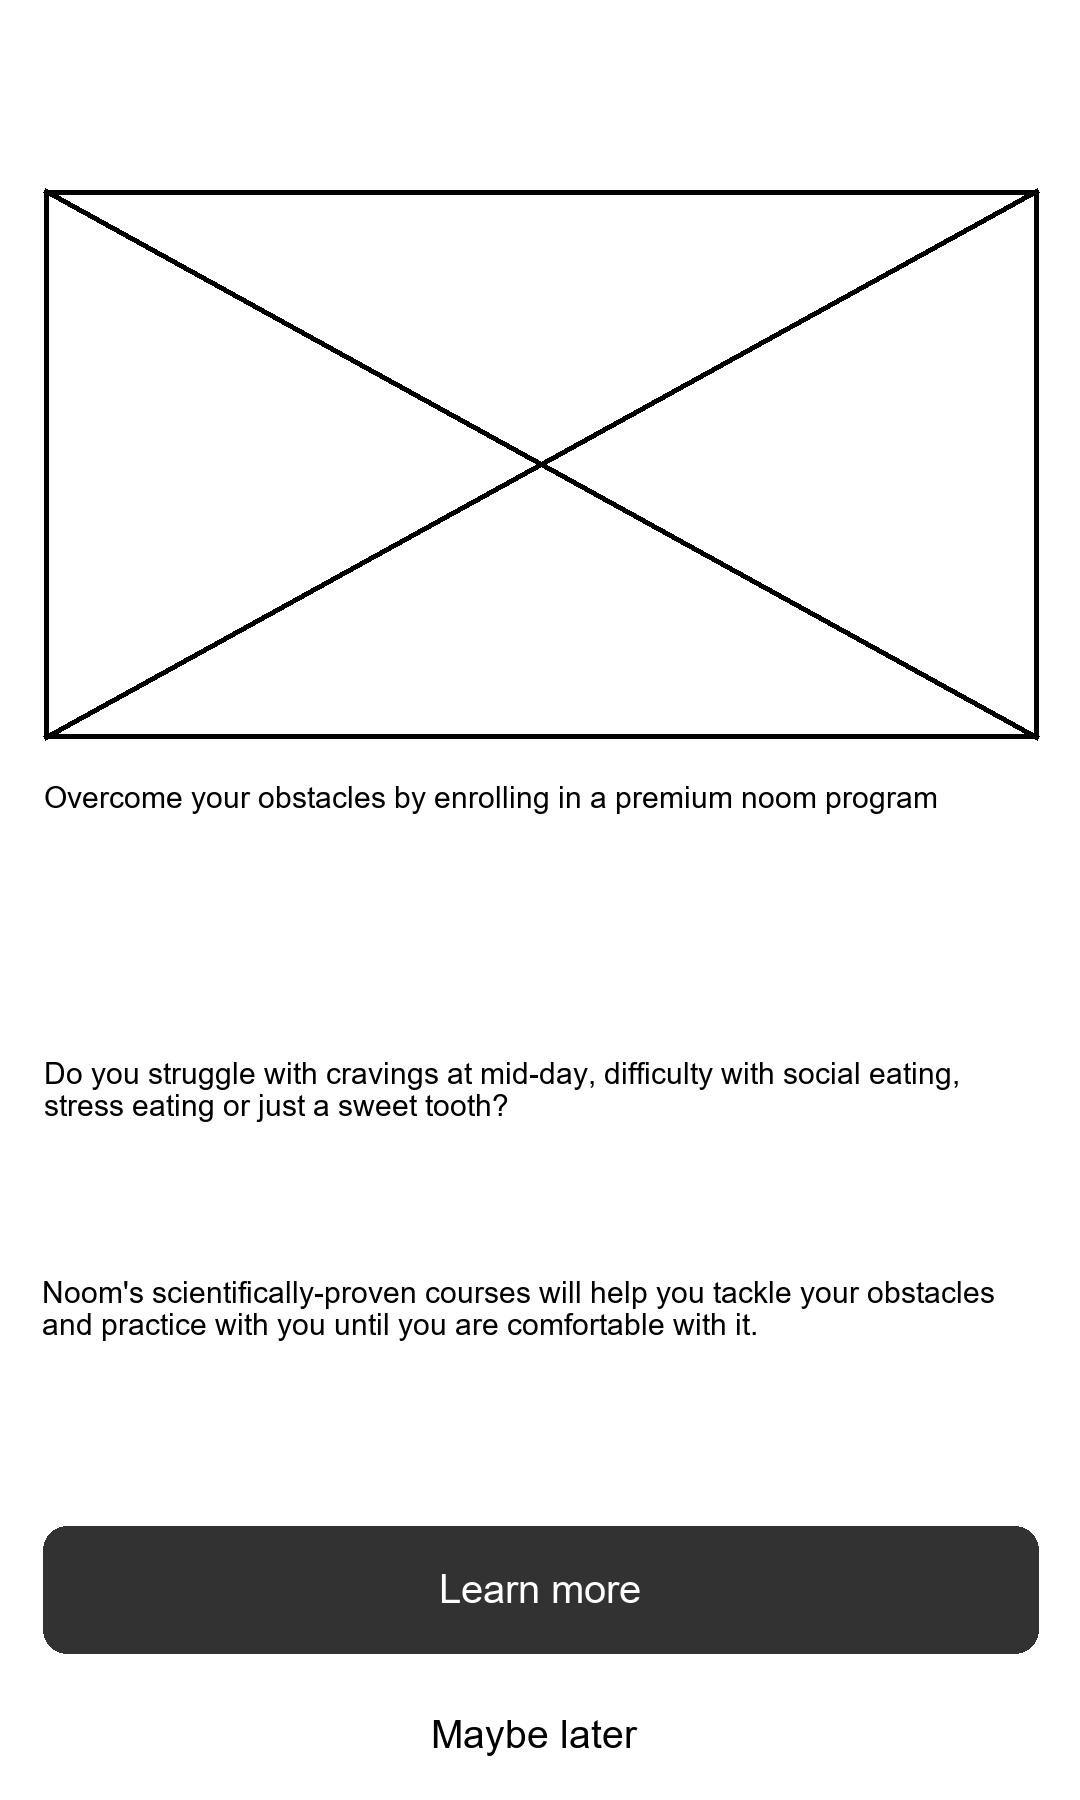 Overcome your obstacles by enrolling in a premium noom program
Do you struggle with cravings at mid-day, difficulty with social eating,
stress eating or just a sweet tooth?
Noom's scientifically-proven courses will help you tackle your obstacles
and practice with you until you are comfortable with it.
Learn more
Maybe later